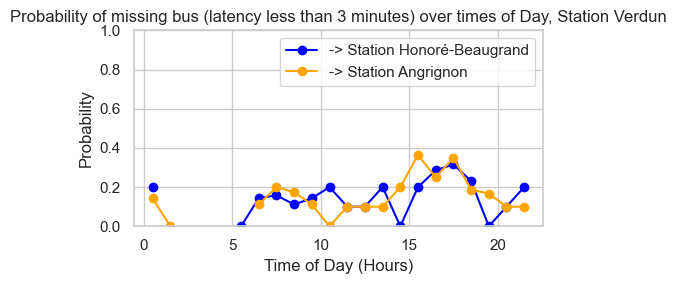 Probability of missing bus (latency less than 3 minutes) over times of Day, Station Verdun
1.0
0.8
0.6
0.4
0.2
0.0
Probability
-> Station Honoré-Beaugrand
-> Station Angrignon
0
5
10
15
20
Time of Day (Hours)